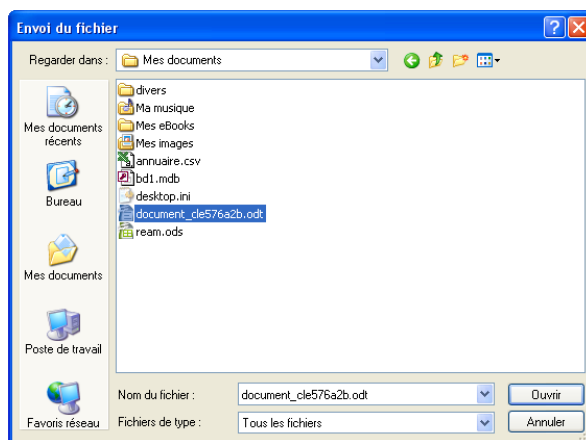 Envoi du fichier
Regarder dans :
Mes documents
Mes documents
récents
Bureau
Mes documents
Poste de travail
Favoris réseau
divers
Ma musique
Mes eBooks
Mes images
annuaire.csv
bd1.mdb
desktop.ini
document_cle576a2b.odt
ream.ods
Nom du fichier :
document_cle576a2b.odt
Ouvrir
Fichiers de type :
Tous les fichiers
Annuler